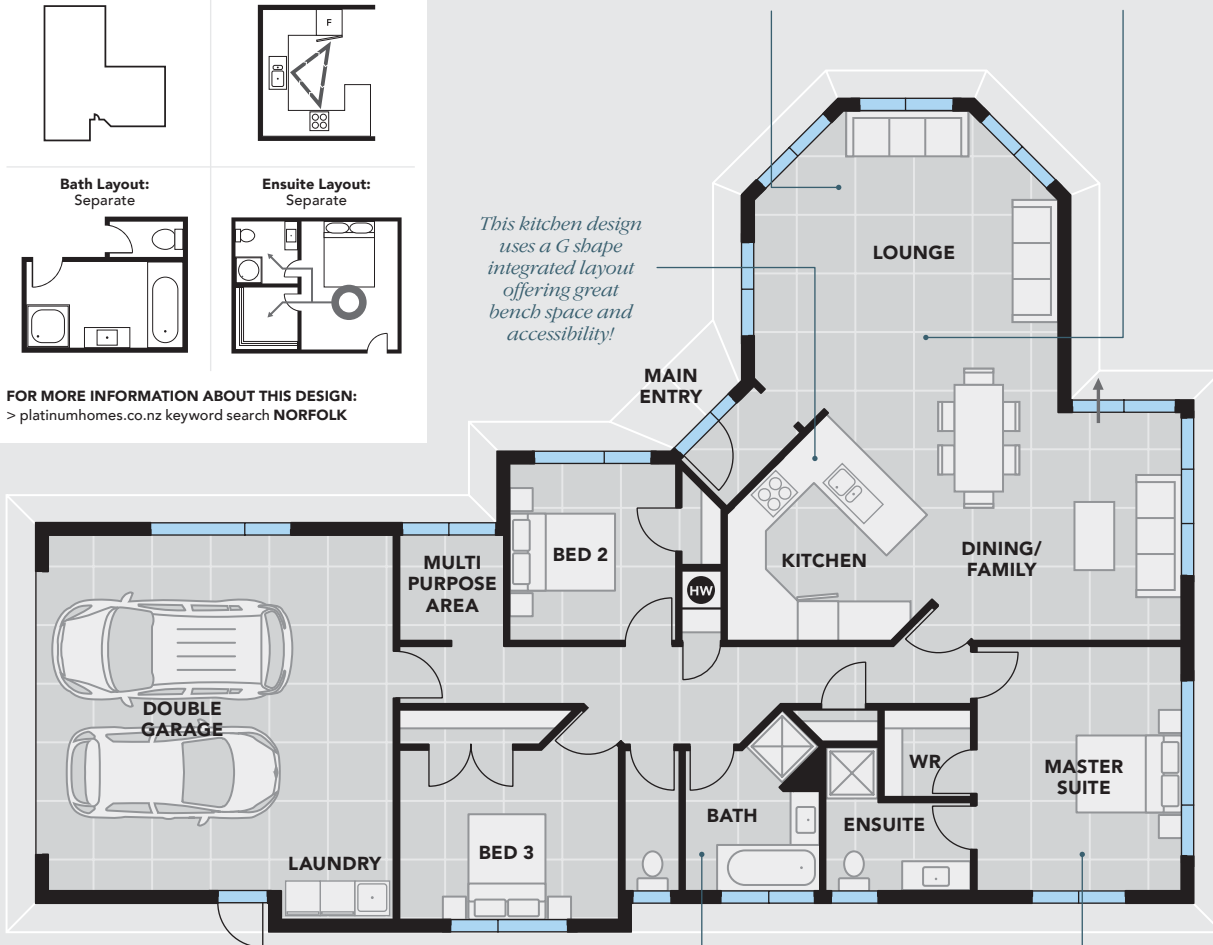 F
Bath Layout:
Separate
Ensuite Layout:
Separate
FOR MORE INFORMATION ABOUT THIS DESIGN:
> platinumhomes.co.nz keyword search NORFOLK
This kitchen design
uses a G shape
integrated layout
offering great
bench space and
accessibility!
LOUNGE
MAIN
ENTRY
BED 2
MULTI
PURPOSE
AREA
HW
KITCHEN
DINING/
FAMILY
DOUBLE
GARAGE
LAUNDRY
BED 3
BATH
ENSUITE
WR
MASTER
SUITE